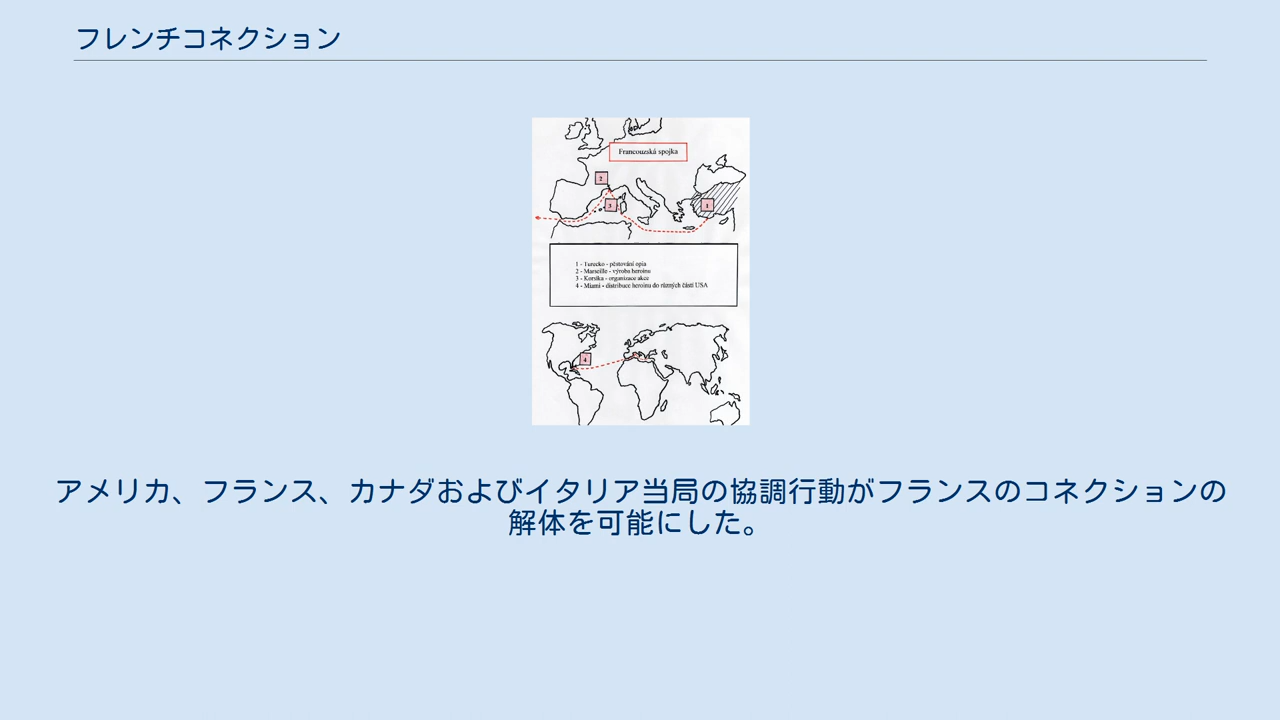 フレンチコネクション
Francouzská spojka
2
3
1
1 - Turecko - pěstování opia
2 - Marseille - výroba heroinu
3 - Korsika - organizace akce
4 - Miami - distribuce heroinu do různých částí USA
4
アメリカ、フランス、カナダおよびイタリア当局の協調行動がフランスのコネクションの
解体を可能にした。